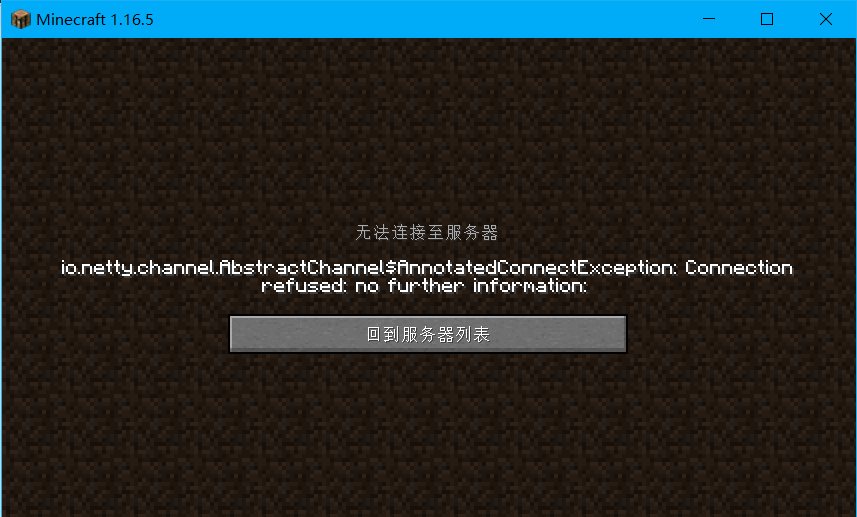 Minecraft 1.16.5
无法连接至服务器
io.netty.channel.AbstractChannel$AnnotatedConnectException: Connection
refused: no further information:
回到服务器列表